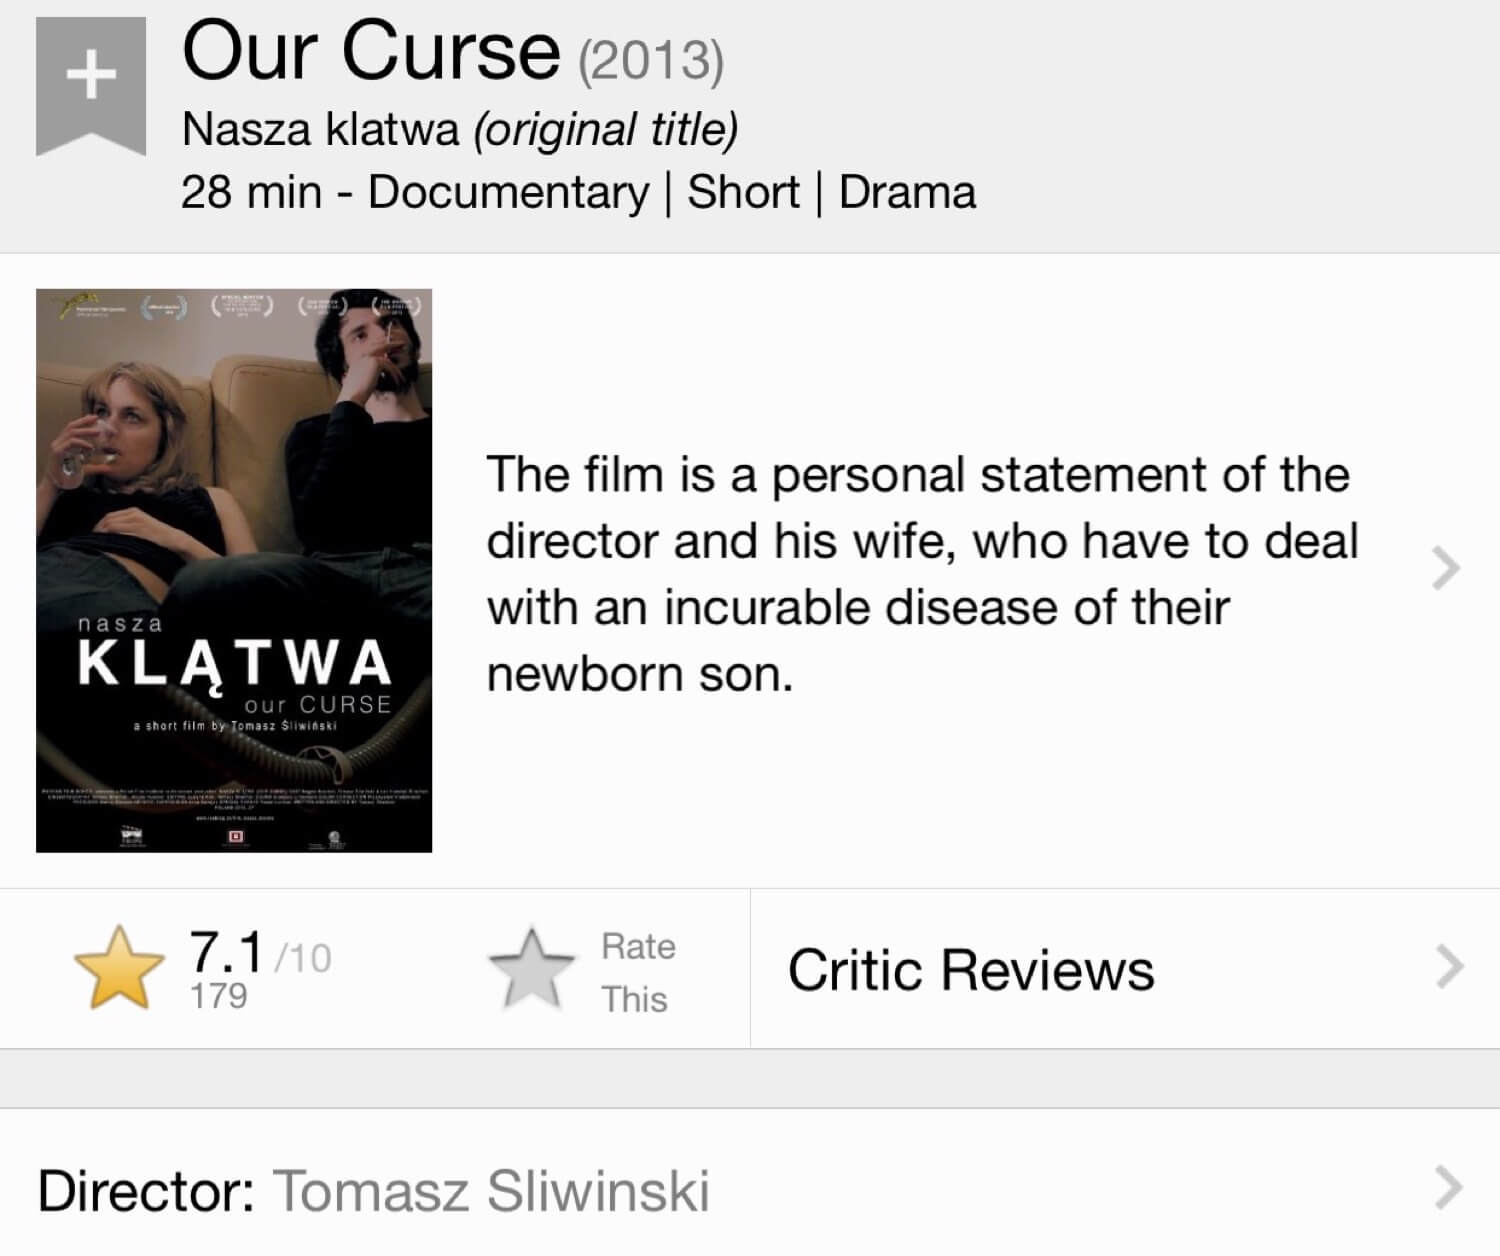 Our Curse (2013)
Nasza klatwa (original title)
28 min - Documentary | Short | Drama
nasza
KLĄTWA
our CURSE
a short film by Tomasz Śliwiński
The film is a personal statement of the
director and his wife, who have to deal
with an incurable disease of their
newborn son.
7.1 /10
179
Rate
This
Critic Reviews
Director: Tomasz Sliwinski